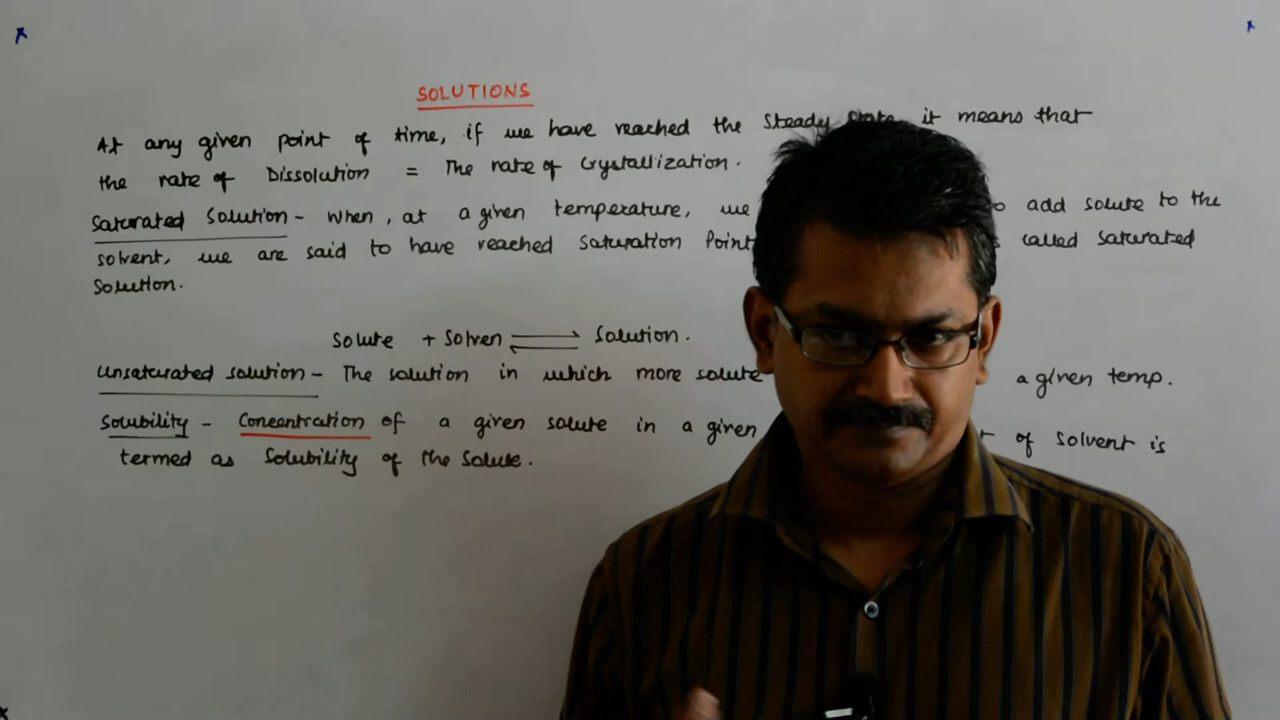 SOLUTIONS
At any given point of time, if we have reached the Steady State it means that
the rate of Dissolution = The rate of Crystallization.
Saturated Solution - When, at a given temperature, we add solute to the
solvent, we are said to have reached Saturation Point called Saturated
Solution.
Solute + Solven ⇌ Solution.
Unsaturated solution - The solution in which more solute a given temp.
Solubility - Concentration of a given solute in a given of solvent is
termed as Solubility of the Solute.